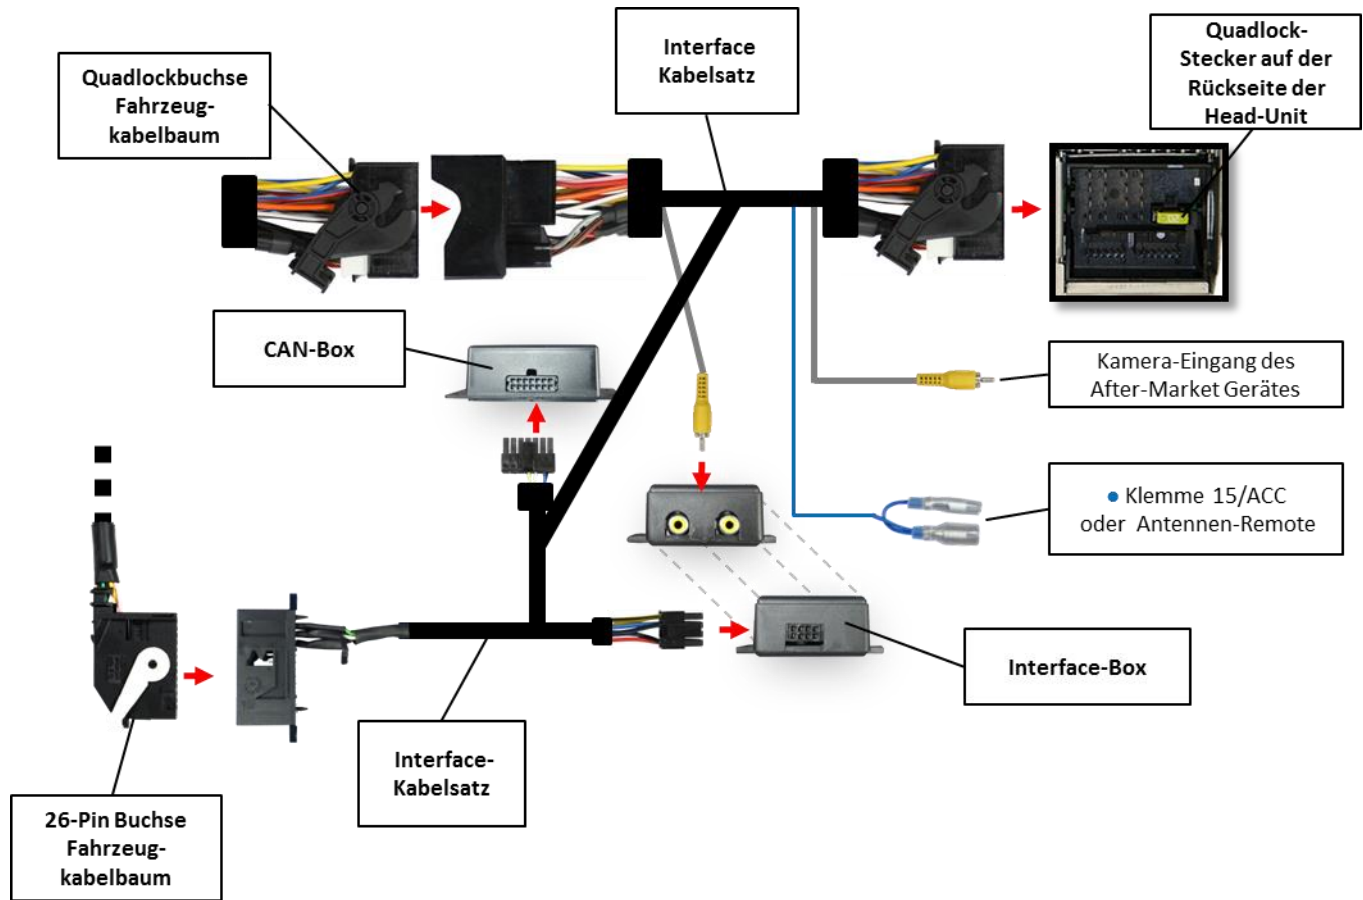 Quadlock-
Stecker auf der
Rückseite der
Head-Unit
Interface
Kabelsatz
Quadlockbuchse
Fahrzeug-
kabelbaum
CAN-Box
Kamera-Eingang des
After-Market Gerätes
● Klemme 15/ACC
oder Antennen-Remote
Interface-Box
Interface-
Kabelsatz
26-Pin Buchse
Fahrzeug-
kabelbaum